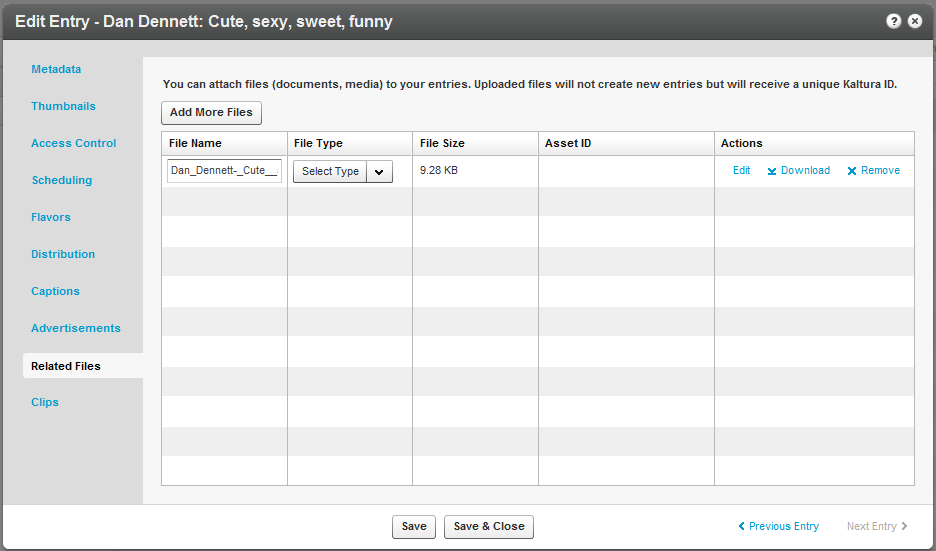 Edit Entry - Dan Dennett: Cute, sexy, sweet, funny
?
Metadata
Thumbnails
Access Control
Scheduling
Flavors
Distribution
Captions
Advertisements
Related Files
Clips
You can attach files (documents, media) to your entries. Uploaded files will not create new entries but will receive a unique Kaltura ID.
Add More Files
File Name File Type File Size Asset ID Actions
Dan_Dennett-_Cute__ Select Type 9.28 KB Edit Download Remove
Save Save & Close Previous Entry Next Entry